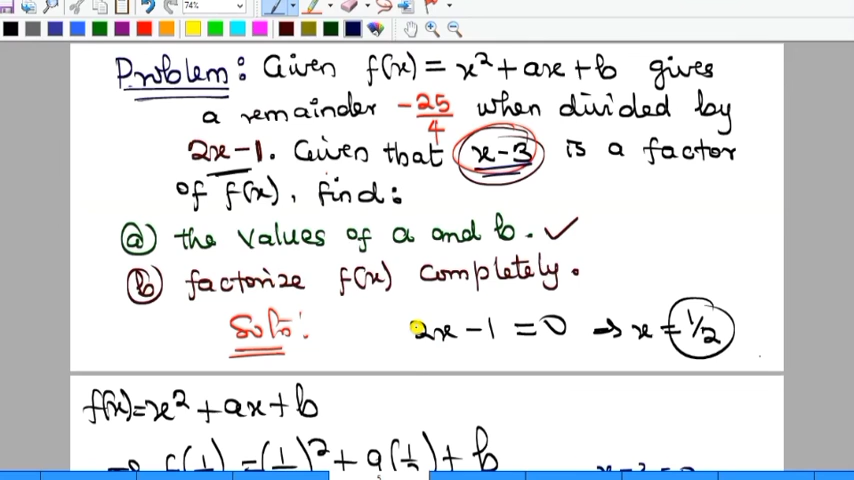 74%
Problem: Given f(x) = x² + ax + b gives
a remainder -25/4 when divided by
2x-1. Given that x-3 is a factor
of f(x), find:
(a) the values of a and b. ✓
(b) factorize f(x) completely.
Soln: 2x-1 = 0 ⇒ x = 1/2
f(x) = x² + ax + b